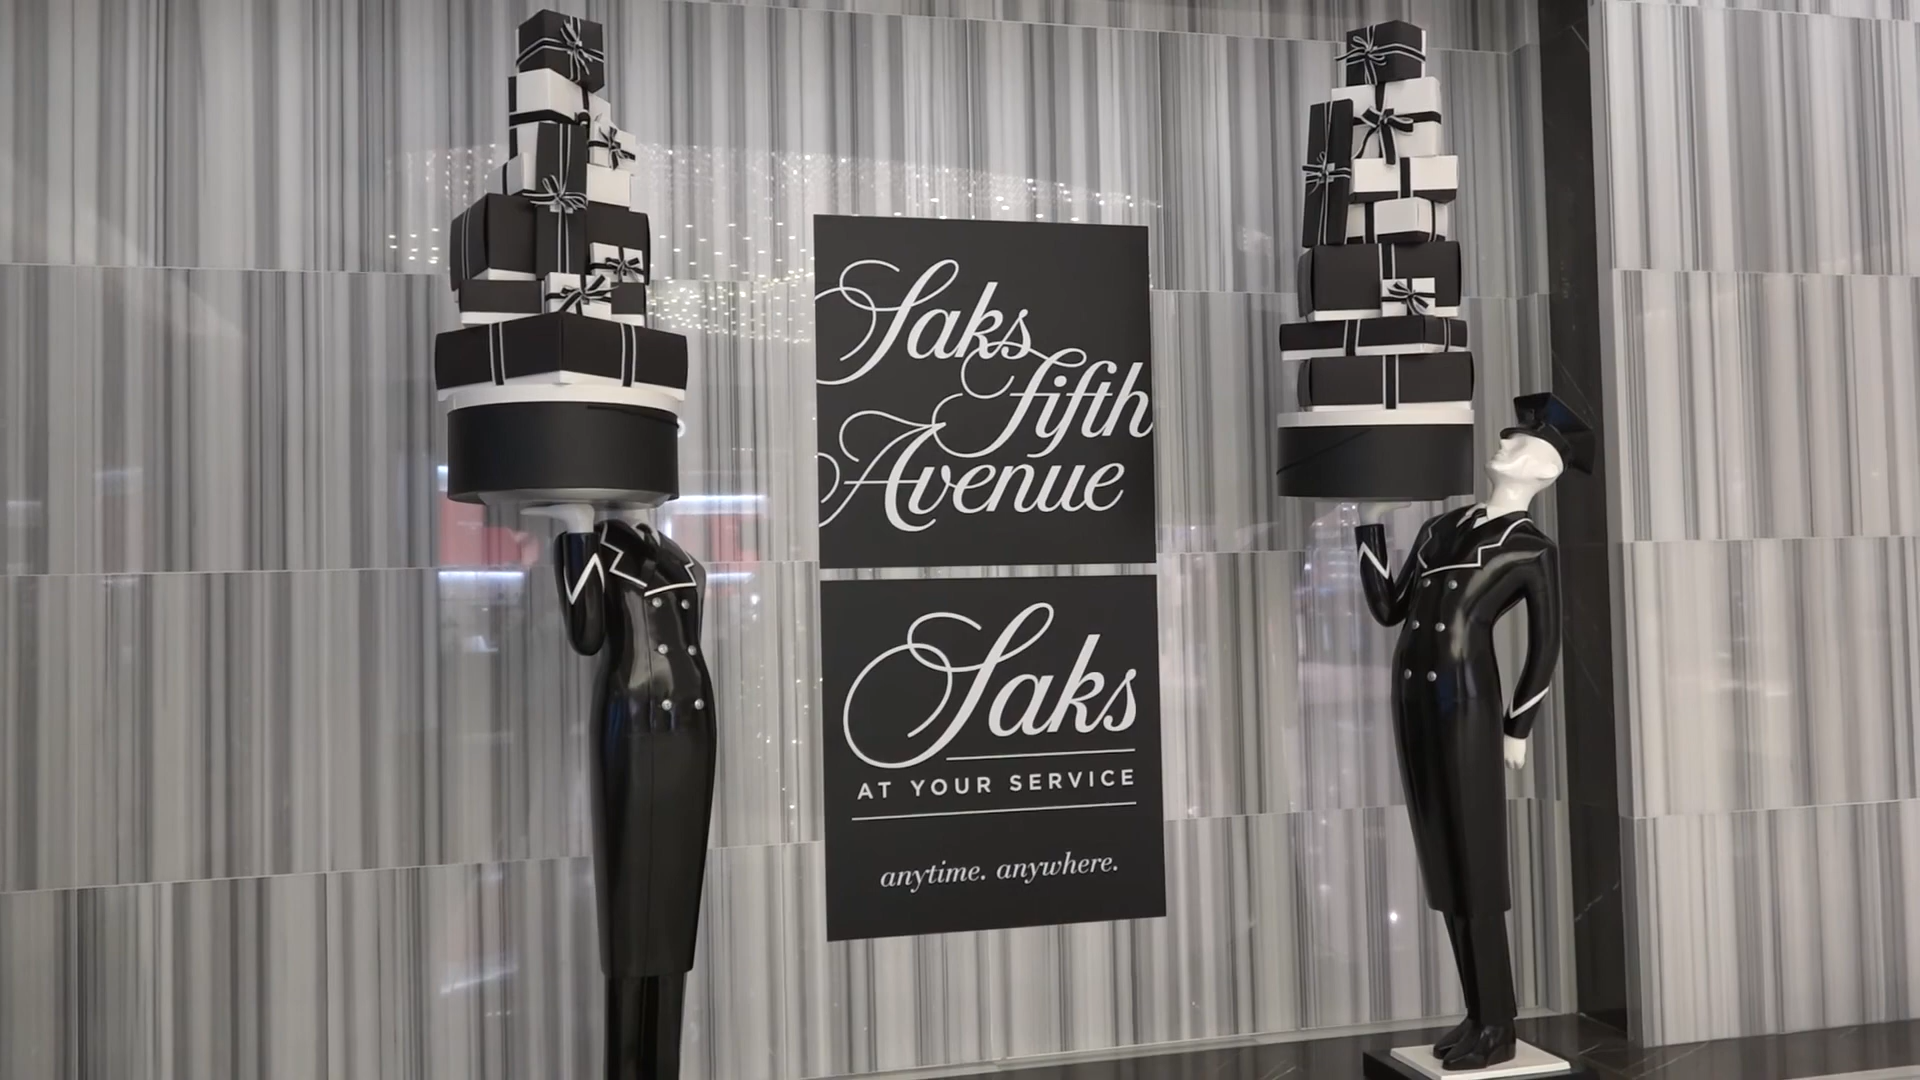 Saks
fifth
Avenue
Saks
AT YOUR SERVICE
anytime. anywhere.